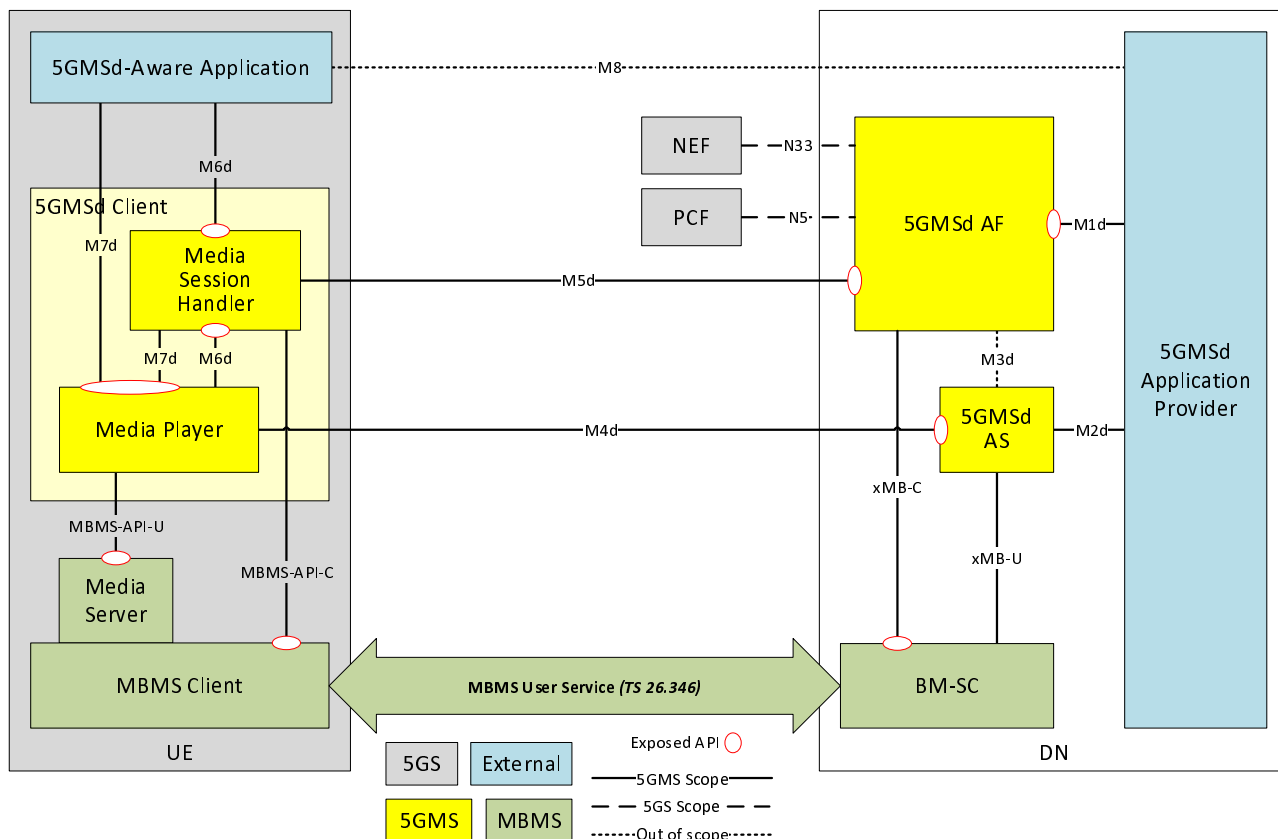 5GMSd-Aware Application
M8
NEF
N33
M6d
PCF
N5
5GMSd Client
5GMSd AF
M1d
M7d
Media
Session
Handler
M5d
M7d
M6d
M3d
5GMSd
Application
Provider
Media Player
M4d
5GMSd
AS
M2d
xMB-C
MBMS-API-U
xMB-U
MBMS-API-C
Media
Server
MBMS Client
MBMS User Service (TS 26.346)
BM-SC
UE
DN
Exposed API
5GS
External
5GMS Scope
5GS Scope
5GMS
MBMS
Out of scope